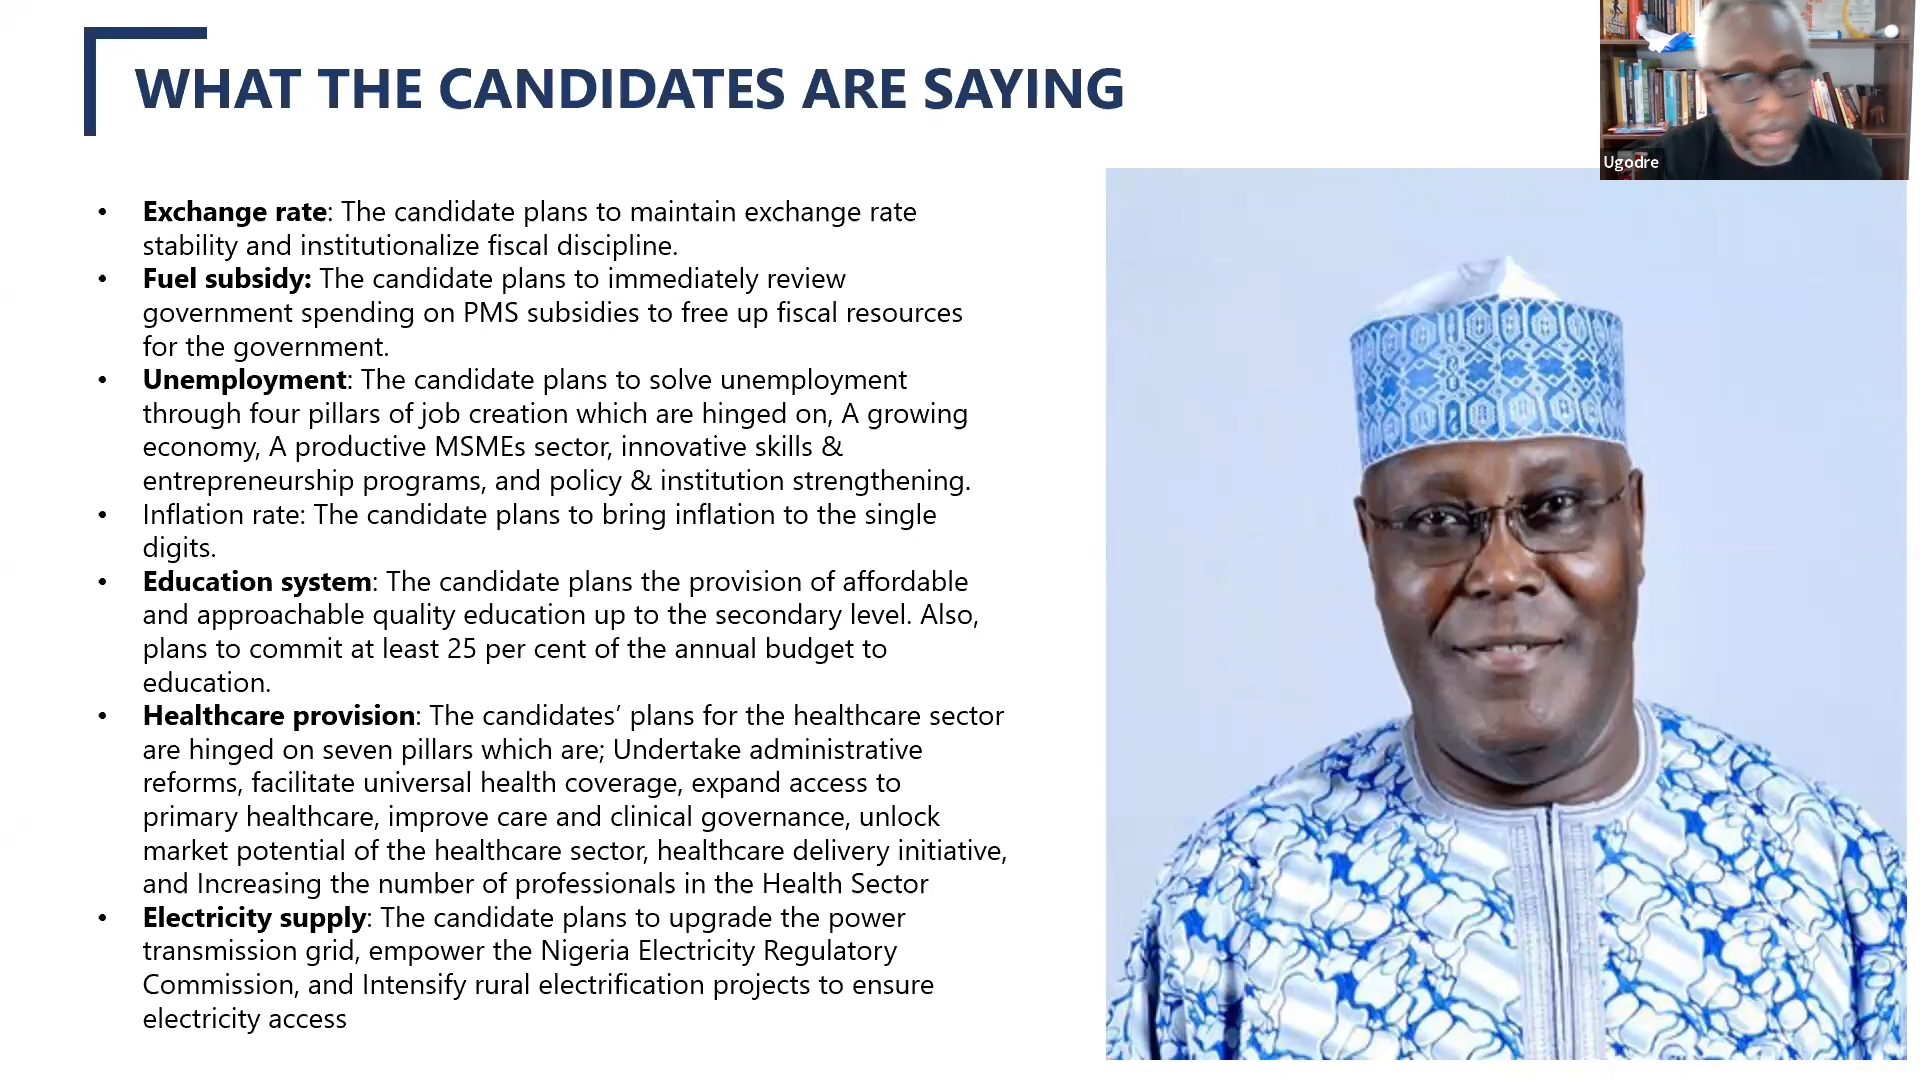 WHAT THE CANDIDATES ARE SAYING
Ugodre
• Exchange rate: The candidate plans to maintain exchange rate
stability and institutionalize fiscal discipline.
• Fuel subsidy: The candidate plans to immediately review
government spending on PMS subsidies to free up fiscal resources
for the government.
• Unemployment: The candidate plans to solve unemployment
through four pillars of job creation which are hinged on, A growing
economy, A productive MSMEs sector, innovative skills &
entrepreneurship programs, and policy & institution strengthening.
• Inflation rate: The candidate plans to bring inflation to the single
digits.
• Education system: The candidate plans the provision of affordable
and approachable quality education up to the secondary level. Also,
plans to commit at least 25 per cent of the annual budget to
education.
• Healthcare provision: The candidates’ plans for the healthcare sector
are hinged on seven pillars which are; Undertake administrative
reforms, facilitate universal health coverage, expand access to
primary healthcare, improve care and clinical governance, unlock
market potential of the healthcare sector, healthcare delivery initiative,
and Increasing the number of professionals in the Health Sector
• Electricity supply: The candidate plans to upgrade the power
transmission grid, empower the Nigeria Electricity Regulatory
Commission, and Intensify rural electrification projects to ensure
electricity access